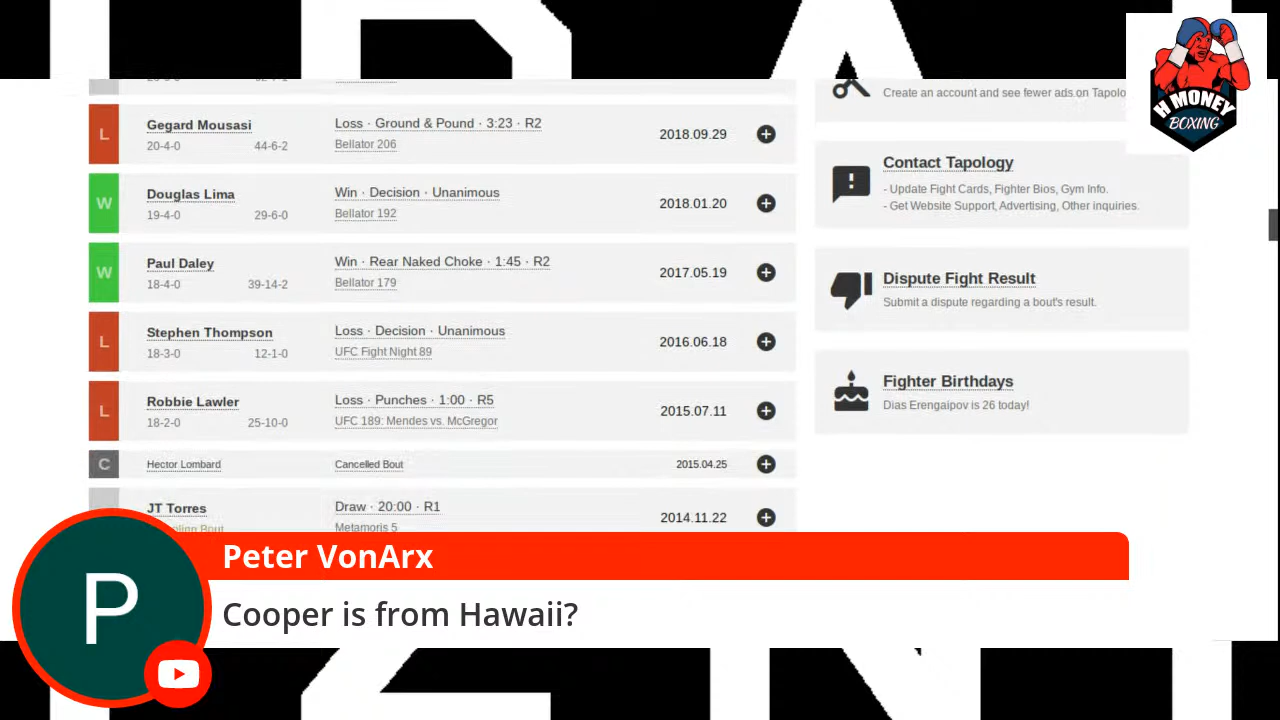 H MONEY
BOXING
L
Gegard Mousasi
20-4-0
44-6-2
Loss · Ground & Pound · 3:23 · R2
Bellator 206
2018.09.29
W
Douglas Lima
19-4-0
29-6-0
Win · Decision · Unanimous
Bellator 192
2018.01.20
W
Paul Daley
18-4-0
39-14-2
Win · Rear Naked Choke · 1:45 · R2
Bellator 179
2017.05.19
L
Stephen Thompson
18-3-0
12-1-0
Loss · Decision · Unanimous
UFC Fight Night 89
2016.06.18
L
Robbie Lawler
18-2-0
25-10-0
Loss · Punches · 1:00 · R5
UFC 189: Mendes vs. McGregor
2015.07.11
C
Hector Lombard
Cancelled Bout
2015.04.25
JT Torres
Draw · 20:00 · R1
Metamoris 5
2014.11.22
Bout
Create an account and see fewer ads on Tapolo
Contact Tapology
- Update Fight Cards, Fighter Bios, Gym Info.
- Get Website Support, Advertising, Other inquiries.
Dispute Fight Result
Submit a dispute regarding a bout's result.
Fighter Birthdays
Dias Erengaipov is 26 today!
P
Peter VonArx
Cooper is from Hawaii?